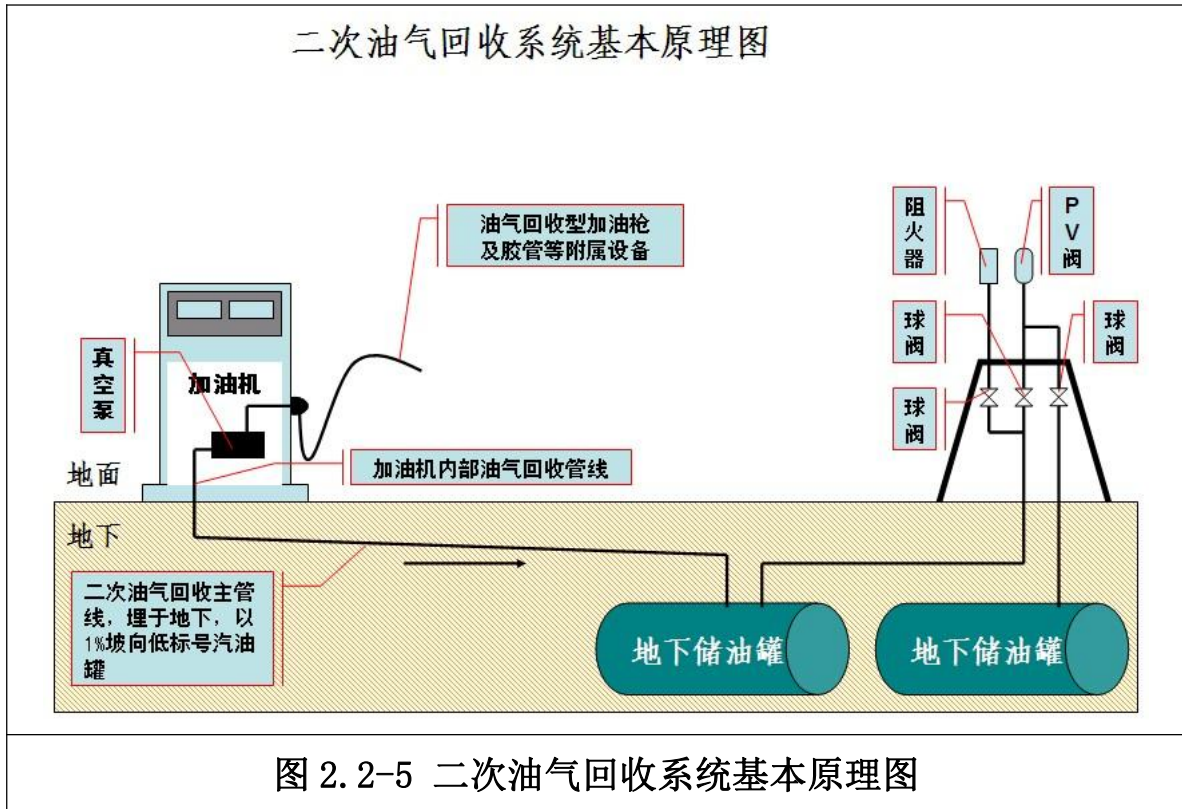 二次油气回收系统基本原理图
油气回收型加油枪
及胶管等附属设备
阻
火
器
P
V
阀
球
阀
球
阀
球
阀
真
空
泵
加油机
加油机内部油气回收管线
地面
地下
二次油气回收主管
线，埋于地下，以
1%坡向低标号汽油
罐
地下储油罐
地下储油罐
图 2.2-5 二次油气回收系统基本原理图